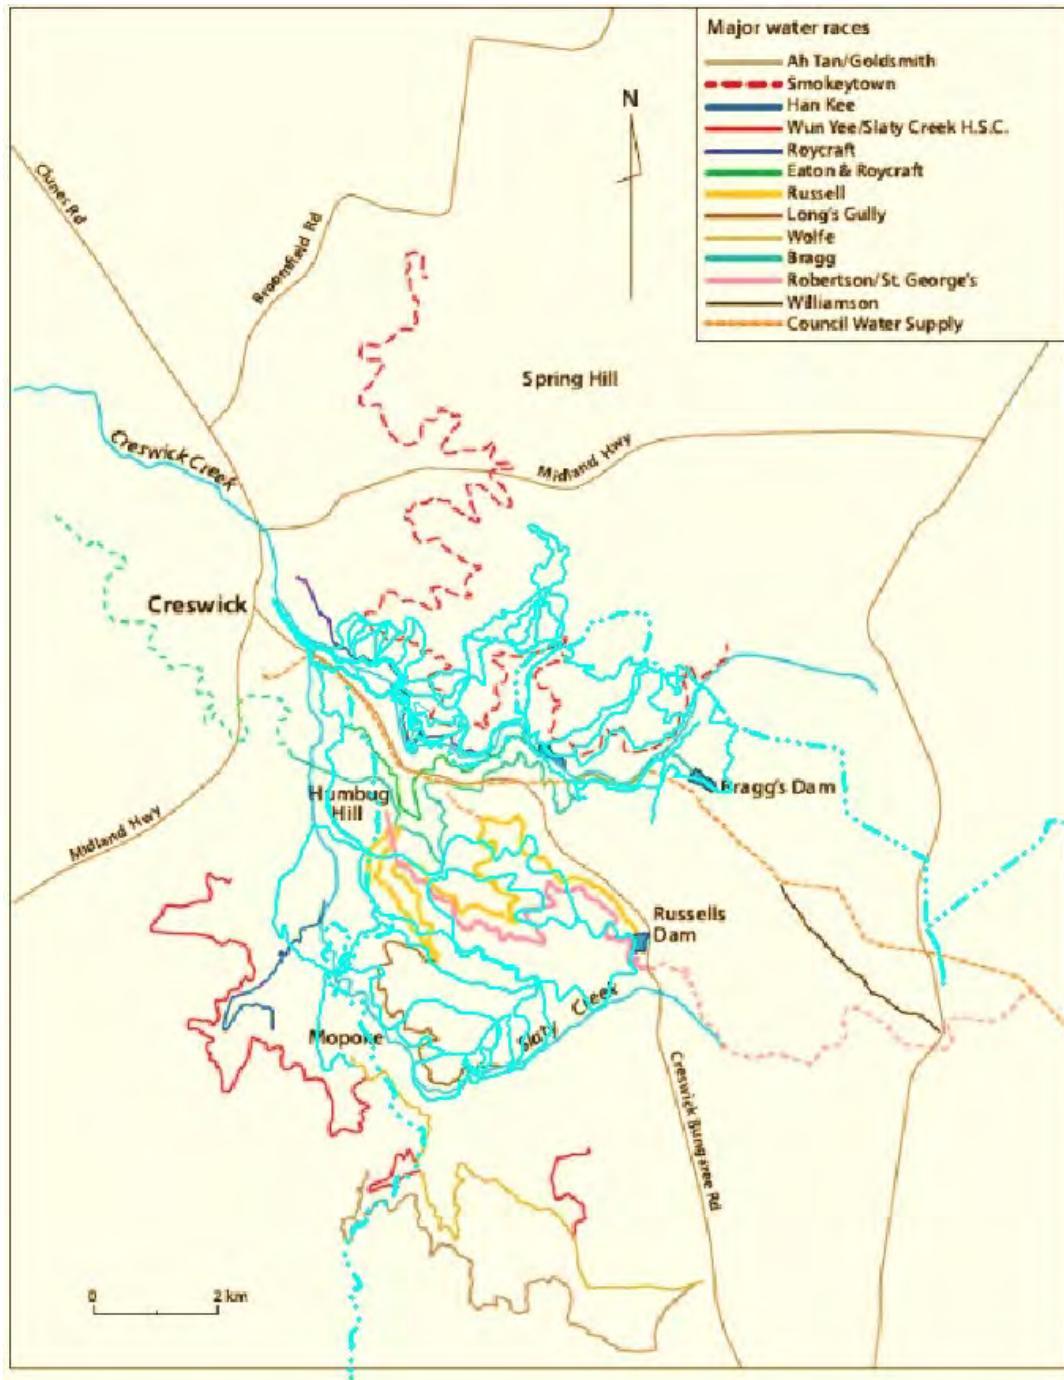 Major water races
Ah Tan/Goldsmith
Smokeytown
Han Kee
Wun Yee/Slaty Creek H.S.C.
Roycraft
Eaton & Roycraft
Russell
Long's Gully
Wolfe
Bragg
Robertson/St. George's
Williamson
Council Water Supply
N
Clunes Rd
Broomfield Rd
Spring Hill
Midland Hwy
Creswick Creek
Creswick
Bragg's Dam
Humbug
Hill
Midland Hwy
Russells
Dam
Slaty Creek
Mopoke
Creswick Bungaree Rd
0 2 km